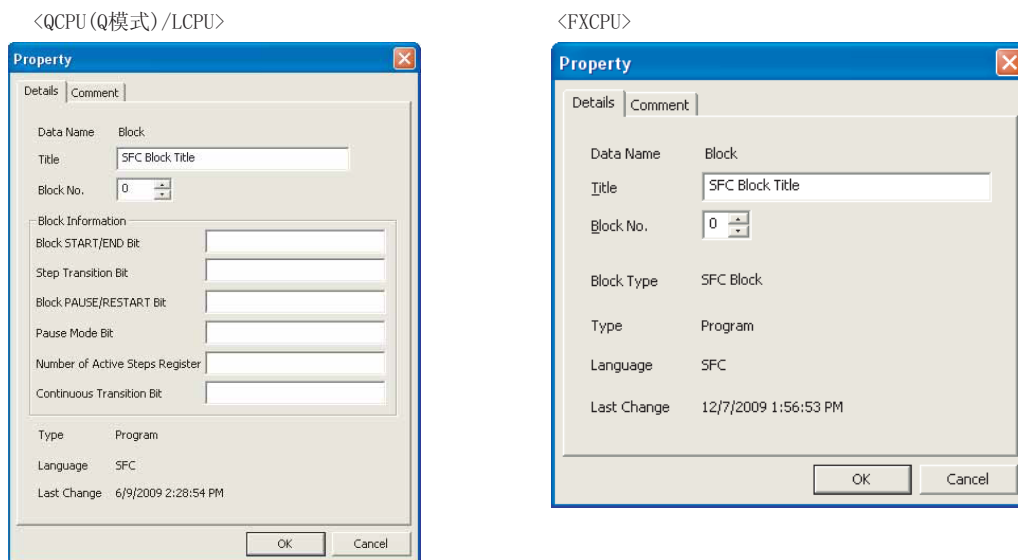 <QCPU(Q模式)/LCPU>
Property
Details Comment
Data Name Block
Title SFC Block Title
Block No. 0
Block Information
Block START/END Bit
Step Transition Bit
Block PAUSE/RESTART Bit
Pause Mode Bit
Number of Active Steps Register
Continuous Transition Bit
Type Program
Language SFC
Last Change 6/9/2009 2:28:54 PM
OK Cancel
<FXCPU>
Property
Details Comment
Data Name Block
Title SFC Block Title
Block No. 0
Block Type SFC Block
Type Program
Language SFC
Last Change 12/7/2009 1:56:53 PM
OK Cancel